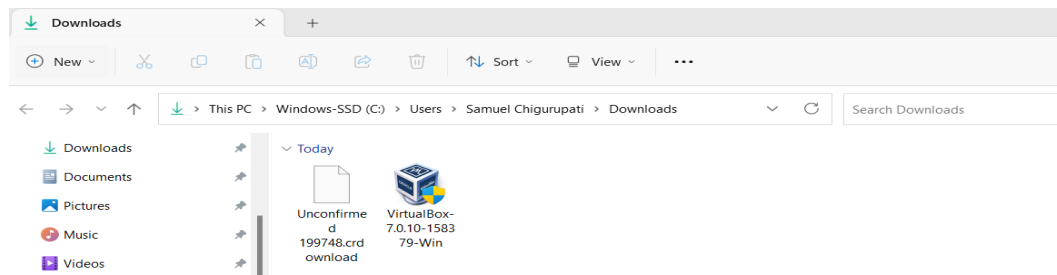 Downloads
New
Sort
View
This PC > Windows-SSD (C:) > Users > Samuel Chigurupati > Downloads
Search Downloads
Downloads
Documents
Pictures
Music
Videos
Today
Unconfirme
d
199748.crd
ownload
VirtualBox-
7.0.10-1583
79-Win